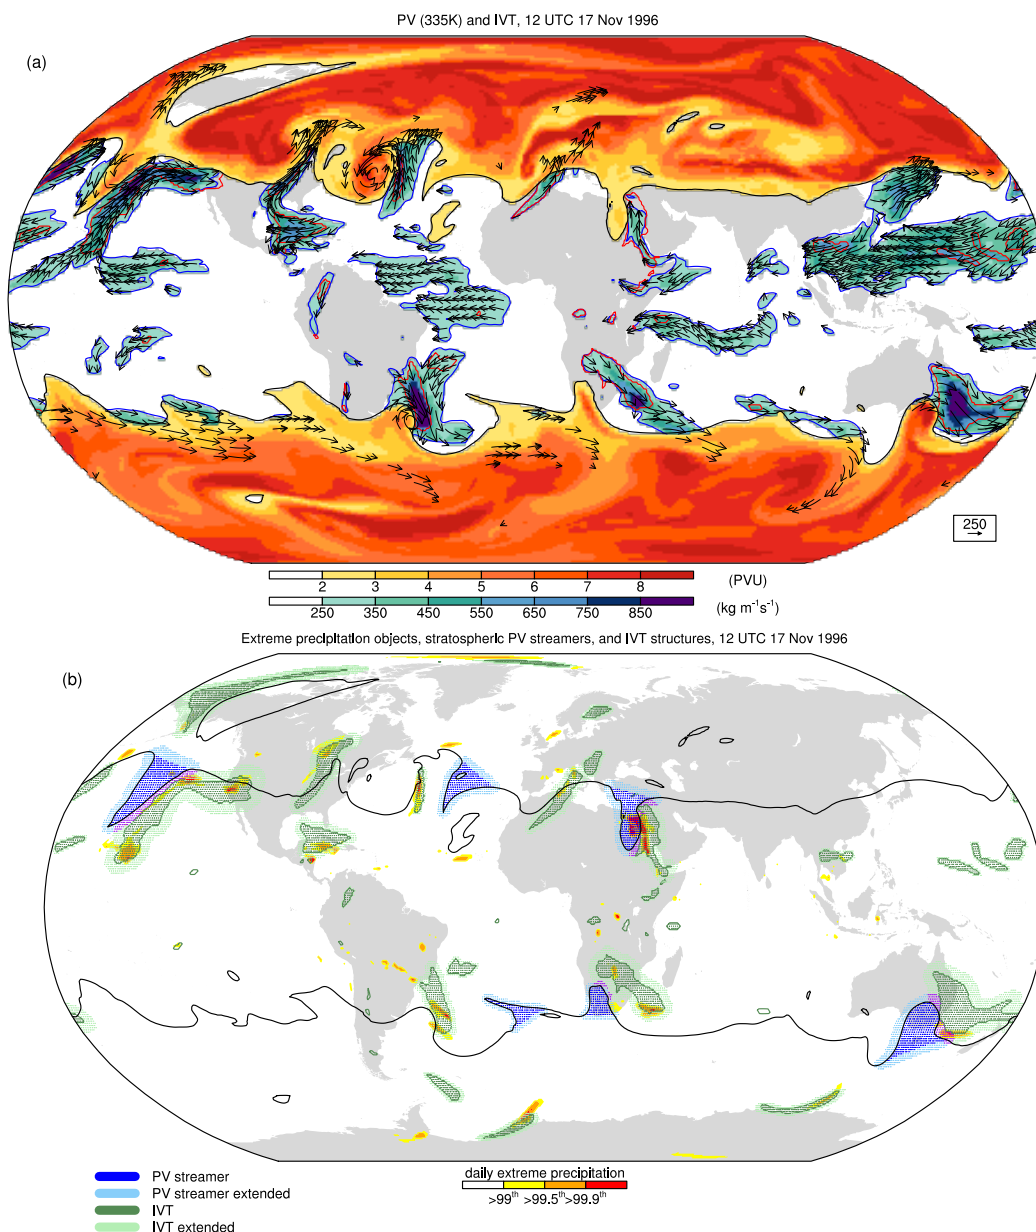 PV (335K) and IVT, 12 UTC 17 Nov 1996
(a)
250
2 3 4 5 6 7 8 (PVU)
250 350 450 550 650 750 850 (kg m⁻¹s⁻¹)
Extreme precipitation objects, stratospheric PV streamers, and IVT structures, 12 UTC 17 Nov 1996
(b)
PV streamer
PV streamer extended
IVT
IVT extended
daily extreme precipitation
>99th >99.5th >99.9th